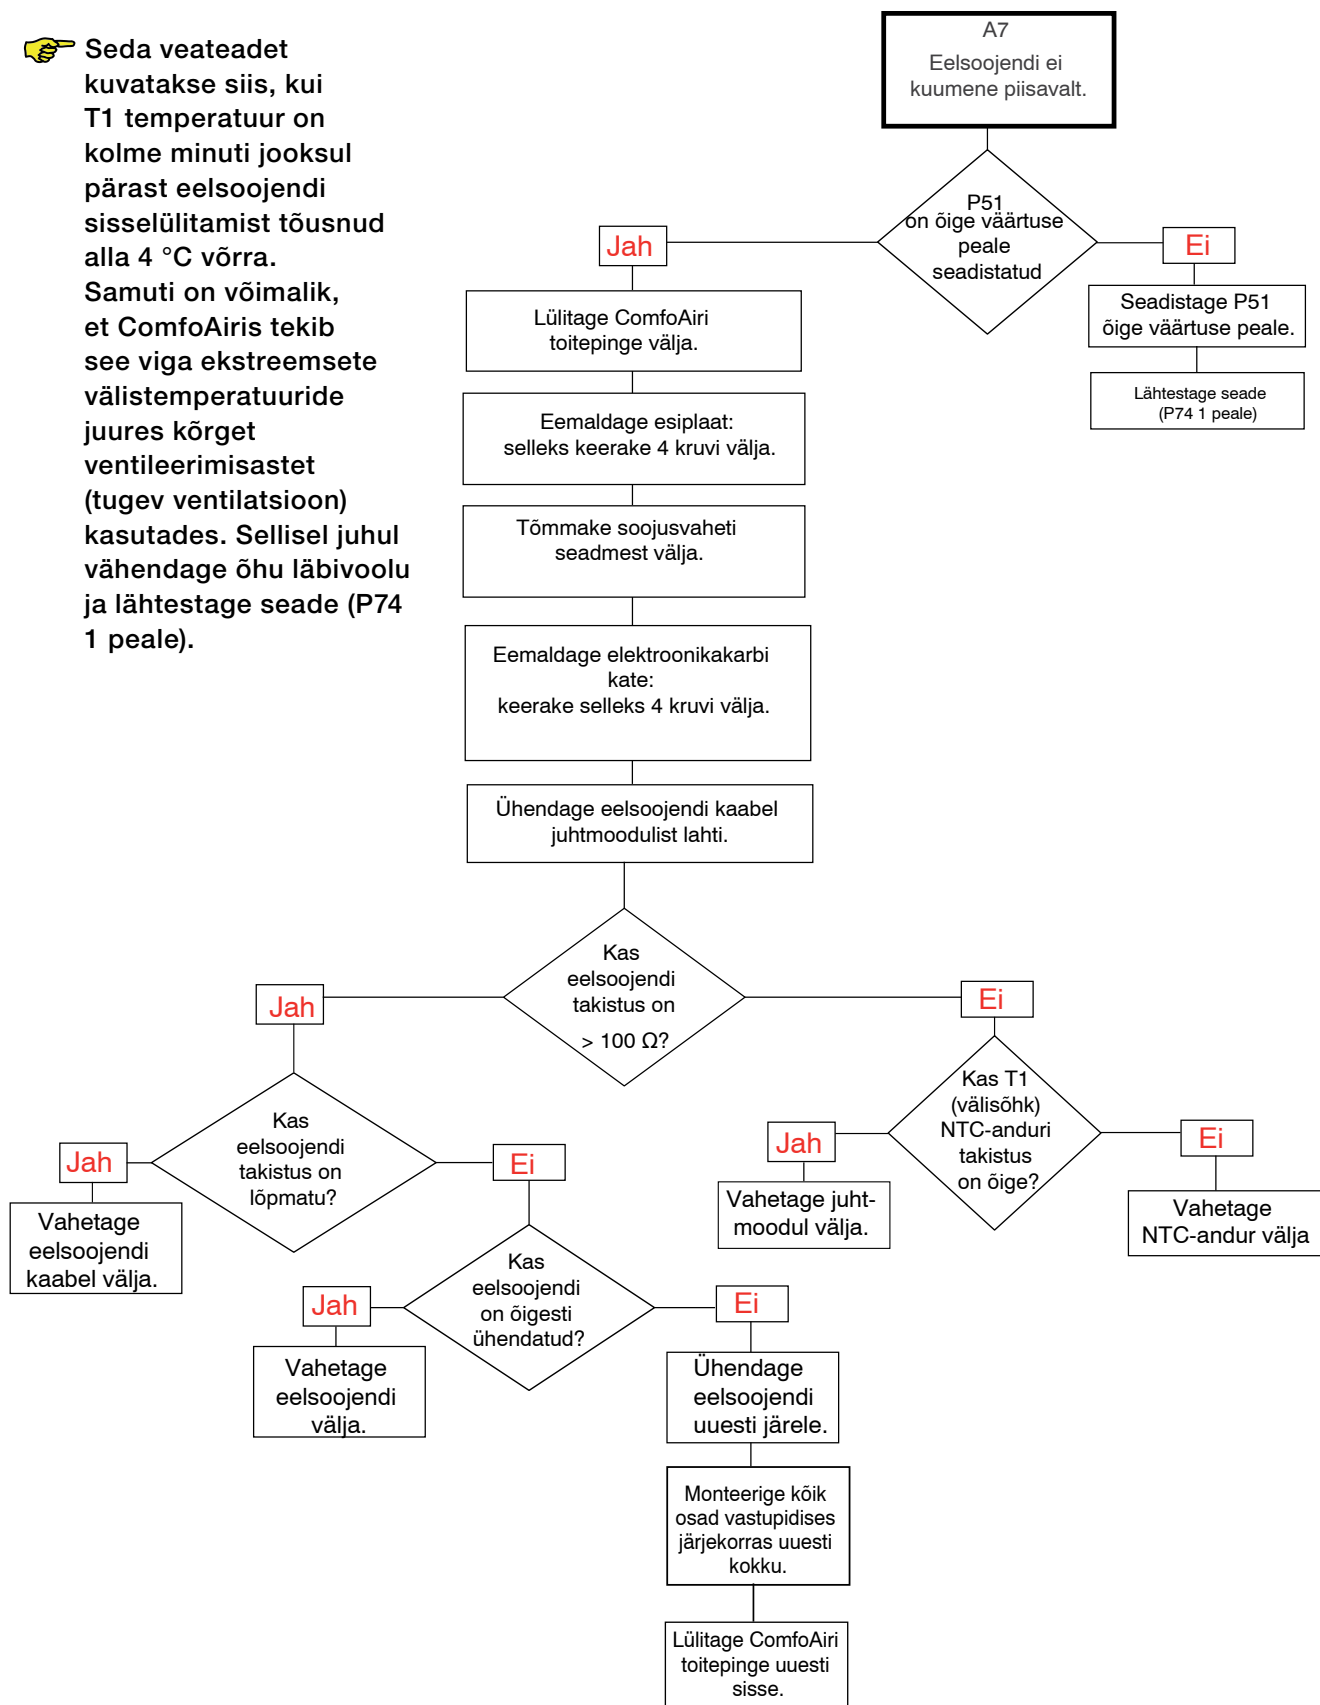 Seda veateadet
kuvatakse siis, kui
T1 temperatuur on
kolme minuti jooksul
pärast eelsoojendi
sisselülitamist tõusnud
alla 4 °C võrra.
Samuti on võimalik,
et ComfoAiris tekib
see viga ekstreemsete
välistemperatuuride
juures kõrget
ventileerimisastet
(tugev ventilatsioon)
kasutades. Sellisel juhul
vähendage õhu läbivoolu
ja lähtestage seade (P74
1 peale).
A7
Eelsoojendi ei
kuumene piisavalt.
P51
on õige väärtuse
peale
seadistatud
Jah
Ei
Seadistage P51
õige väärtuse peale.
Lähtestage seade
(P74 1 peale)
Lülitage ComfoAiri
toitepinge välja.
Eemaldage esiplaat:
selleks keerake 4 kruvi välja.
Tõmmake soojusvaheti
seadmest välja.
Eemaldage elektroonikakarbi
kate:
keerake selleks 4 kruvi välja.
Ühendage eelsoojendi kaabel
juhtmoodulist lahti.
Kas
eelsoojendi
takistus on
> 100 Ω?
Jah
Ei
Kas
eelsoojendi
takistus on
lõpmatu?
Jah
Ei
Vahetage
eelsoojendi
kaabel välja.
Kas
eelsoojendi
on õigesti
ühendatud?
Jah
Ei
Vahetage
eelsoojendi
välja.
Ühendage
eelsoojendi
uuesti järele.
Monteerige kõik
osad vastupidises
järjekorras uuesti
kokku.
Lülitage ComfoAiri
toitepinge uuesti
sisse.
Kas T1
(välisõhk)
NTC-anduri
takistus
on õige?
Jah
Ei
Vahetage juht-
moodul välja.
Vahetage
NTC-andur välja